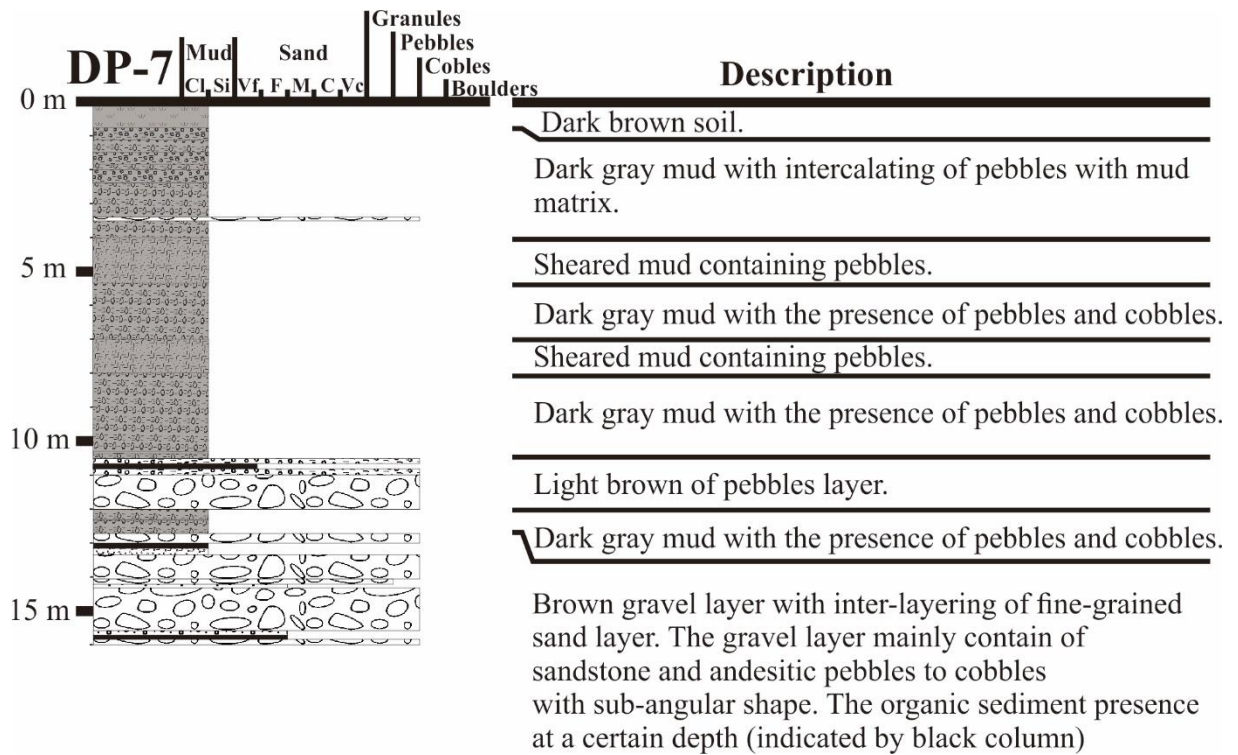 DP-7
Mud
Sand
Granules
Pebbles
Cobles
Boulders
Cl Si Vf F M C Vc
Description
0 m
Dark brown soil.
Dark gray mud with intercalating of pebbles with mud
matrix.
5 m
Sheared mud containing pebbles.
Dark gray mud with the presence of pebbles and cobbles.
Sheared mud containing pebbles.
Dark gray mud with the presence of pebbles and cobbles.
10 m
Light brown of pebbles layer.
Dark gray mud with the presence of pebbles and cobbles.
15 m
Brown gravel layer with inter-layering of fine-grained
sand layer. The gravel layer mainly contain of
sandstone and andesitic pebbles to cobbles
with sub-angular shape. The organic sediment presence
at a certain depth (indicated by black column)